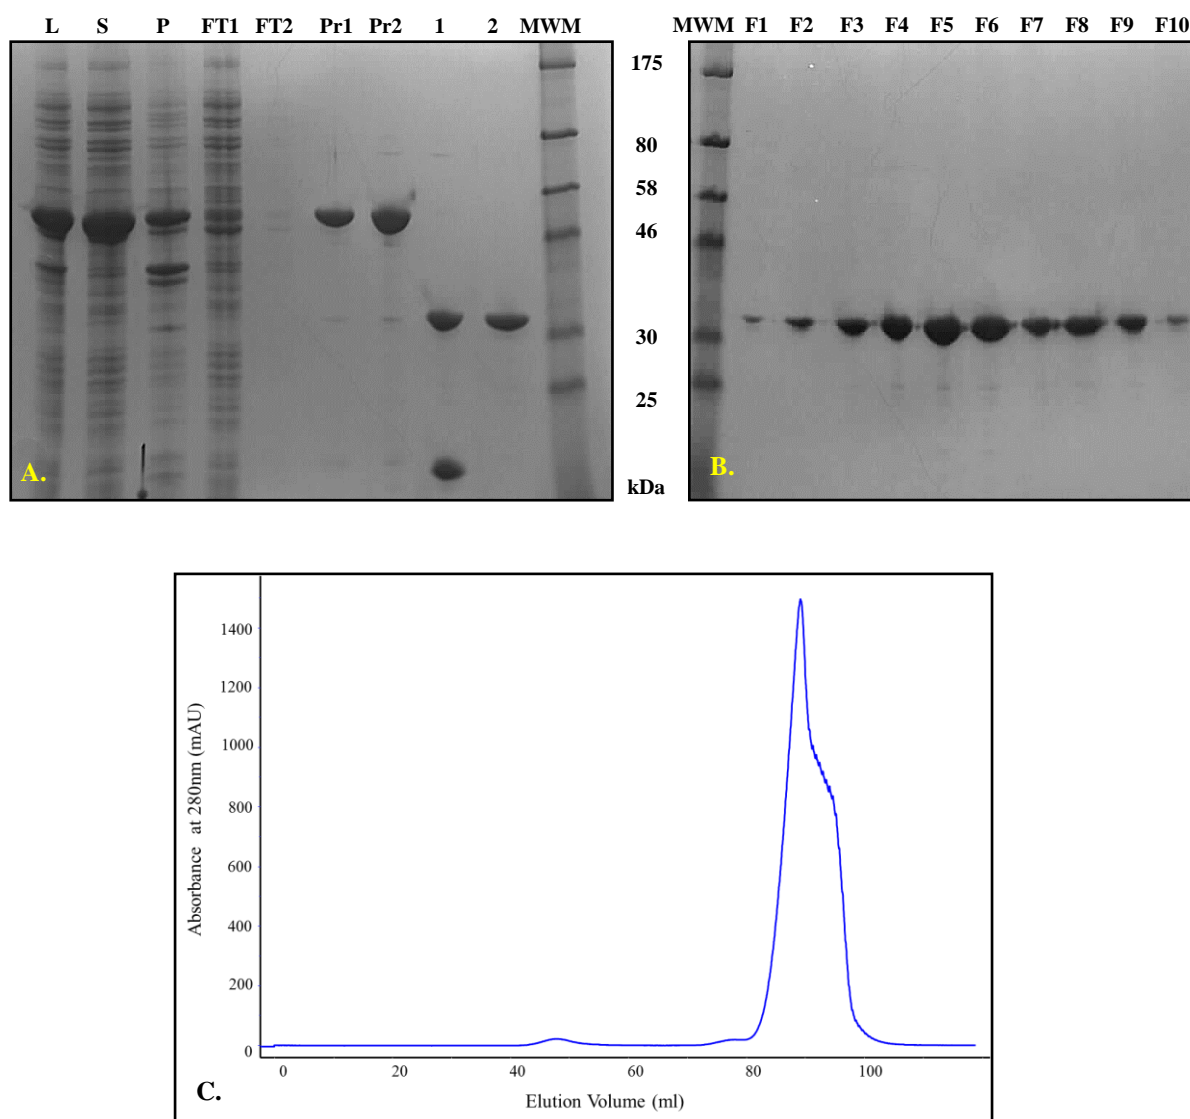 L S P FT1 FT2 Pr1 Pr2 1 2 MWM
MWM F1 F2 F3 F4 F5 F6 F7 F8 F9 F10
175
80
58
46
30
25
kDa
A.
B.
1400
1200
1000
800
600
400
200
0
Absorbance at 280nm (mAU)
0 20 40 60 80 100
Elution Volume (ml)
C.